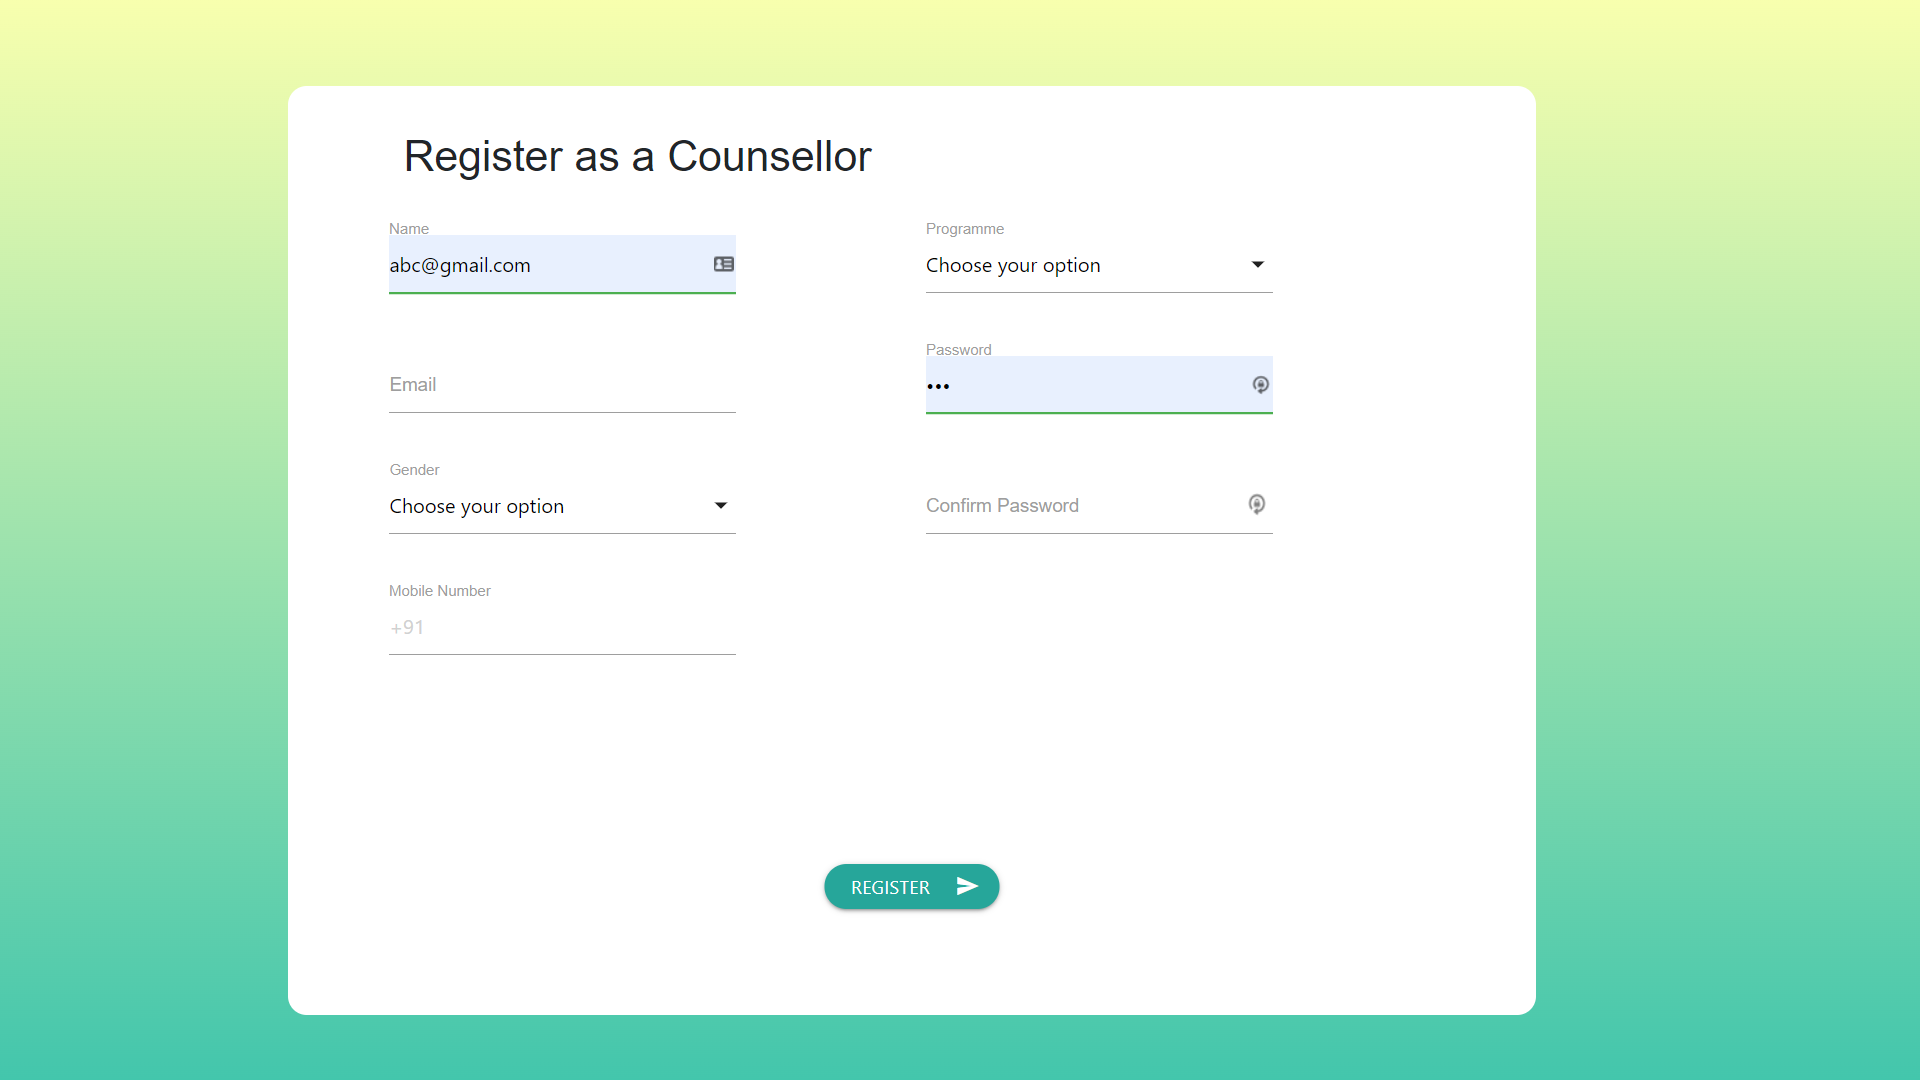 Register as a Counsellor
Name
abc@gmail.com
Programme
Choose your option
Email
Password
•••
Gender
Choose your option
Confirm Password
Mobile Number
+91
REGISTER